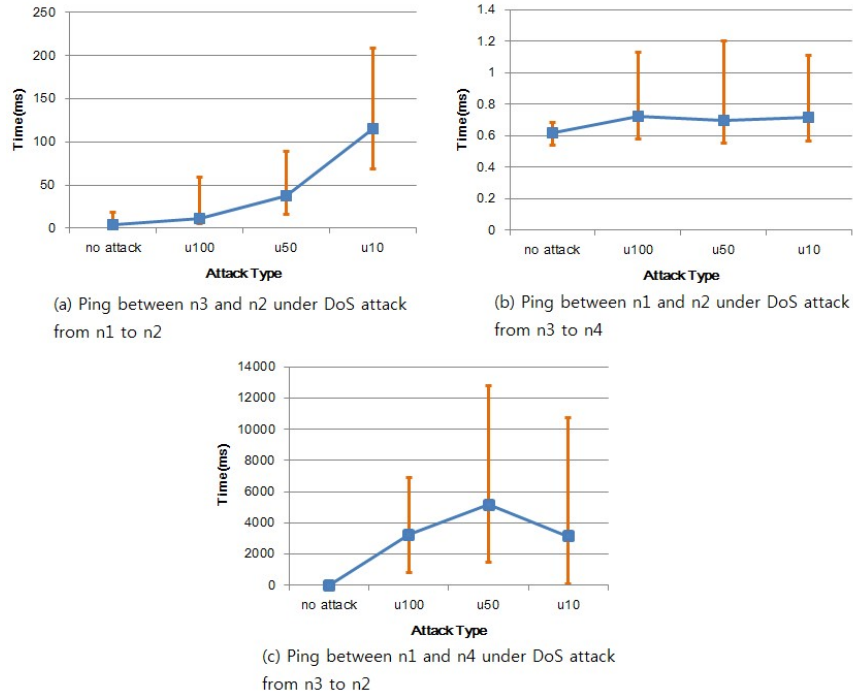 250
200
150
100
50
0
Time(ms)
no attack u100 u50 u10
Attack Type
(a) Ping between n3 and n2 under DoS attack
from n1 to n2
1.4
1.2
1
0.8
0.6
0.4
0.2
0
Time(ms)
no attack u100 u50 u10
Attack Type
(b) Ping between n1 and n2 under DoS attack
from n3 to n4
14000
12000
10000
8000
6000
4000
2000
0
Time(ms)
no attack u100 u50 u10
Attack Type
(c) Ping between n1 and n4 under DoS attack
from n3 to n2